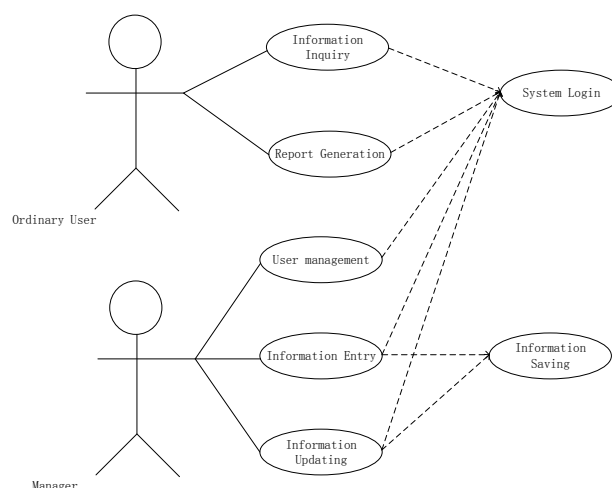 Information
Inquiry
System Login
Report Generation
Ordinary User
User management
Information Entry
Information
Saving
Information
Updating
Manager